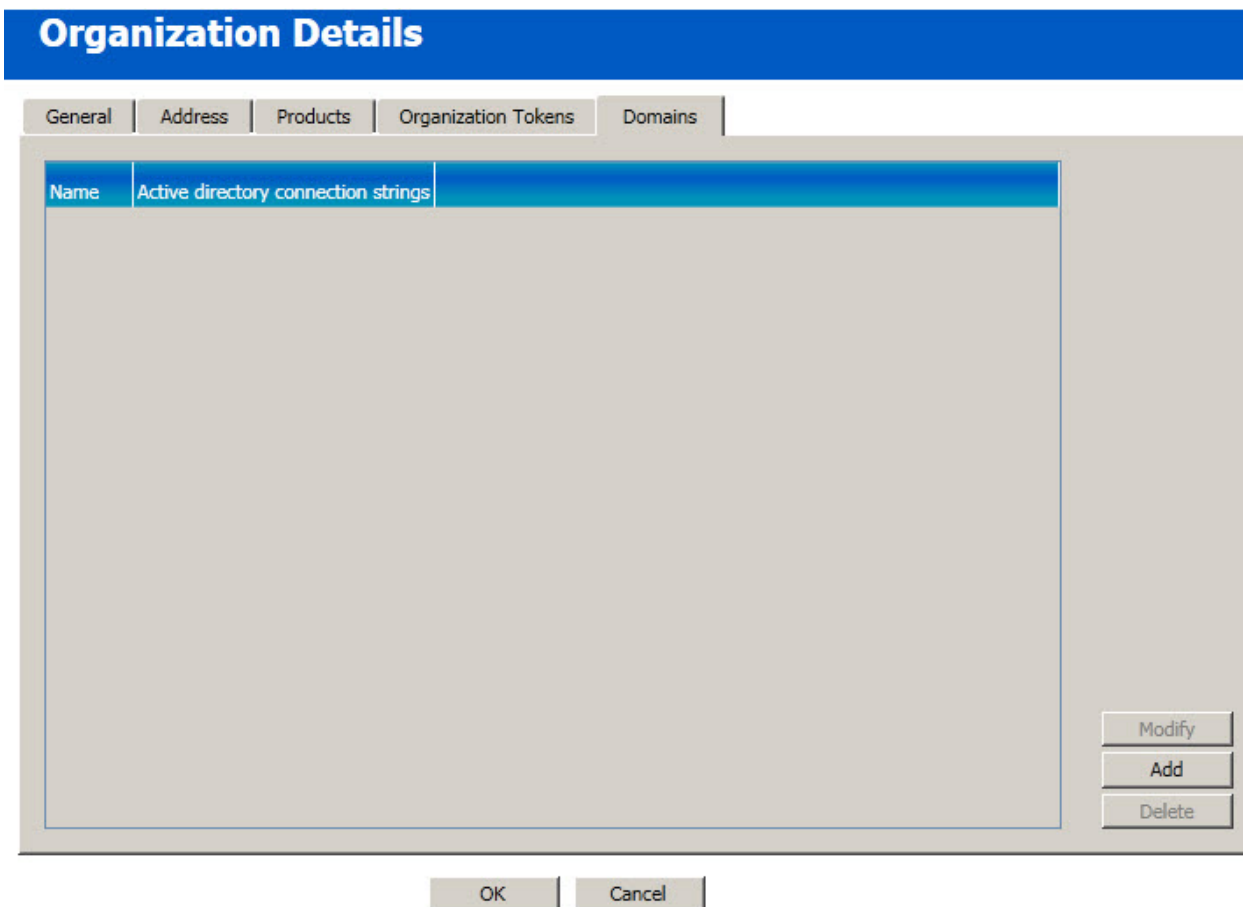 Organization Details
General Address Products Organization Tokens Domains
Name Active directory connection strings
Modify
Add
Delete
OK Cancel